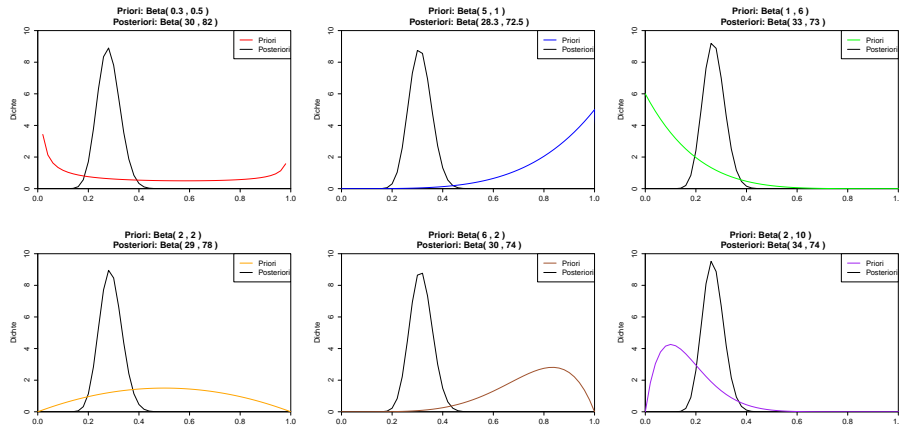 Priori: Beta( 0.3 , 0.5 )
Posteriori: Beta( 30 , 82 )
Dichte
0 2 4 6 8 10
0.0 0.2 0.4 0.6 0.8 1.0
Priori
Posteriori
Priori: Beta( 5 , 1 )
Posteriori: Beta( 28.3 , 72.5 )
Dichte
0 2 4 6 8 10
0.0 0.2 0.4 0.6 0.8 1.0
Priori
Posteriori
Priori: Beta( 1 , 6 )
Posteriori: Beta( 33 , 73 )
Dichte
0 2 4 6 8 10
0.0 0.2 0.4 0.6 0.8 1.0
Priori
Posteriori
Priori: Beta( 2 , 2 )
Posteriori: Beta( 29 , 78 )
Dichte
0 2 4 6 8 10
0.0 0.2 0.4 0.6 0.8 1.0
Priori
Posteriori
Priori: Beta( 6 , 2 )
Posteriori: Beta( 30 , 74 )
Dichte
0 2 4 6 8 10
0.0 0.2 0.4 0.6 0.8 1.0
Priori
Posteriori
Priori: Beta( 2 , 10 )
Posteriori: Beta( 34 , 74 )
Dichte
0 2 4 6 8 10
0.0 0.2 0.4 0.6 0.8 1.0
Priori
Posteriori